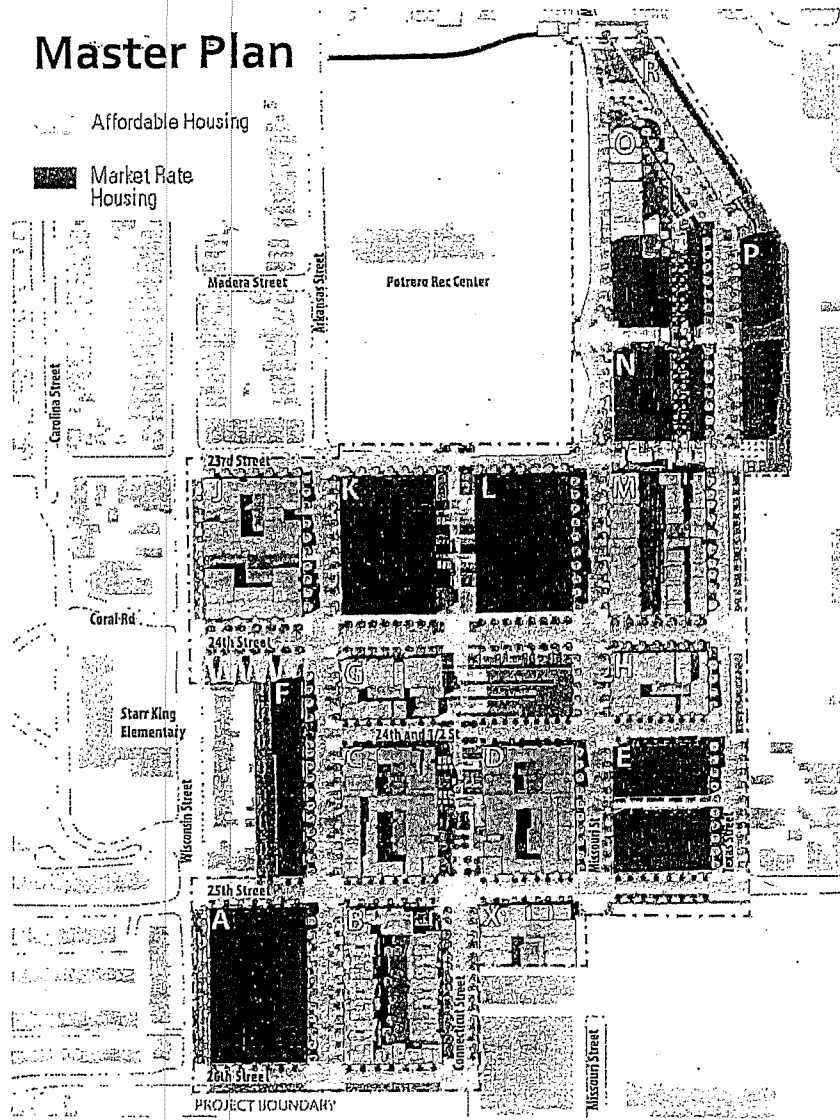 Master Plan
Affordable Housing
Market Rate
Housing
R
O
P
Arkansas Street
Madera Street
Potrero Rec Center
Carolina Street
N
23rd Street
J
K
L
M
Coral Rd
24th Street
F
G
H
Starr King
Elementary
24th and 1/2 St
C
D
E
Wisconsin Street
Missouri St
Texas Street
25th Street
A
B
X
Connecticut Street
Missouri Street
26th Street
PROJECT BOUNDARY